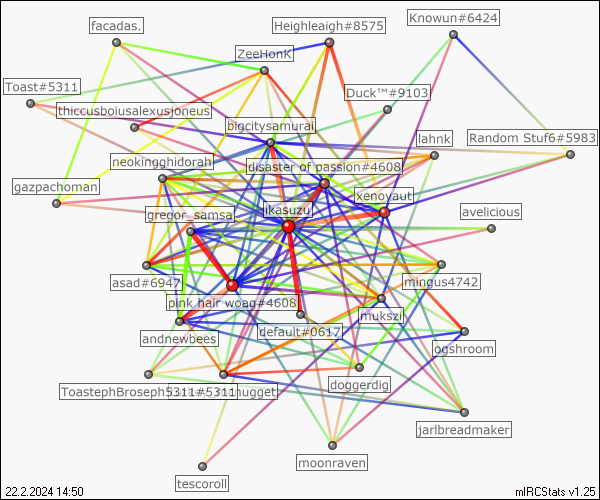 Knowun#6424
facadas.
Heighleigh#8575
ZeeHonK
Toast#5311
Duck™#9103
thiccusboiusalexusjoneus
bigcitysamurai
lahnk
Random Stuf6#5983
neokingghidorah
disaster of passion#4608
gazpachoman
xenoyaut
gregor_samsa
ikasuzu
avelicious
asad#6947
mingus4742
pink hair woag#4608
mukszi
default#0617
andnewbees
ogshroom
doggerdig
ToastephBroseph5311#5311nugget
jarlbreadmaker
moonraven
tescoroll
22.2.2024 14:50
mIRCStats v1.25